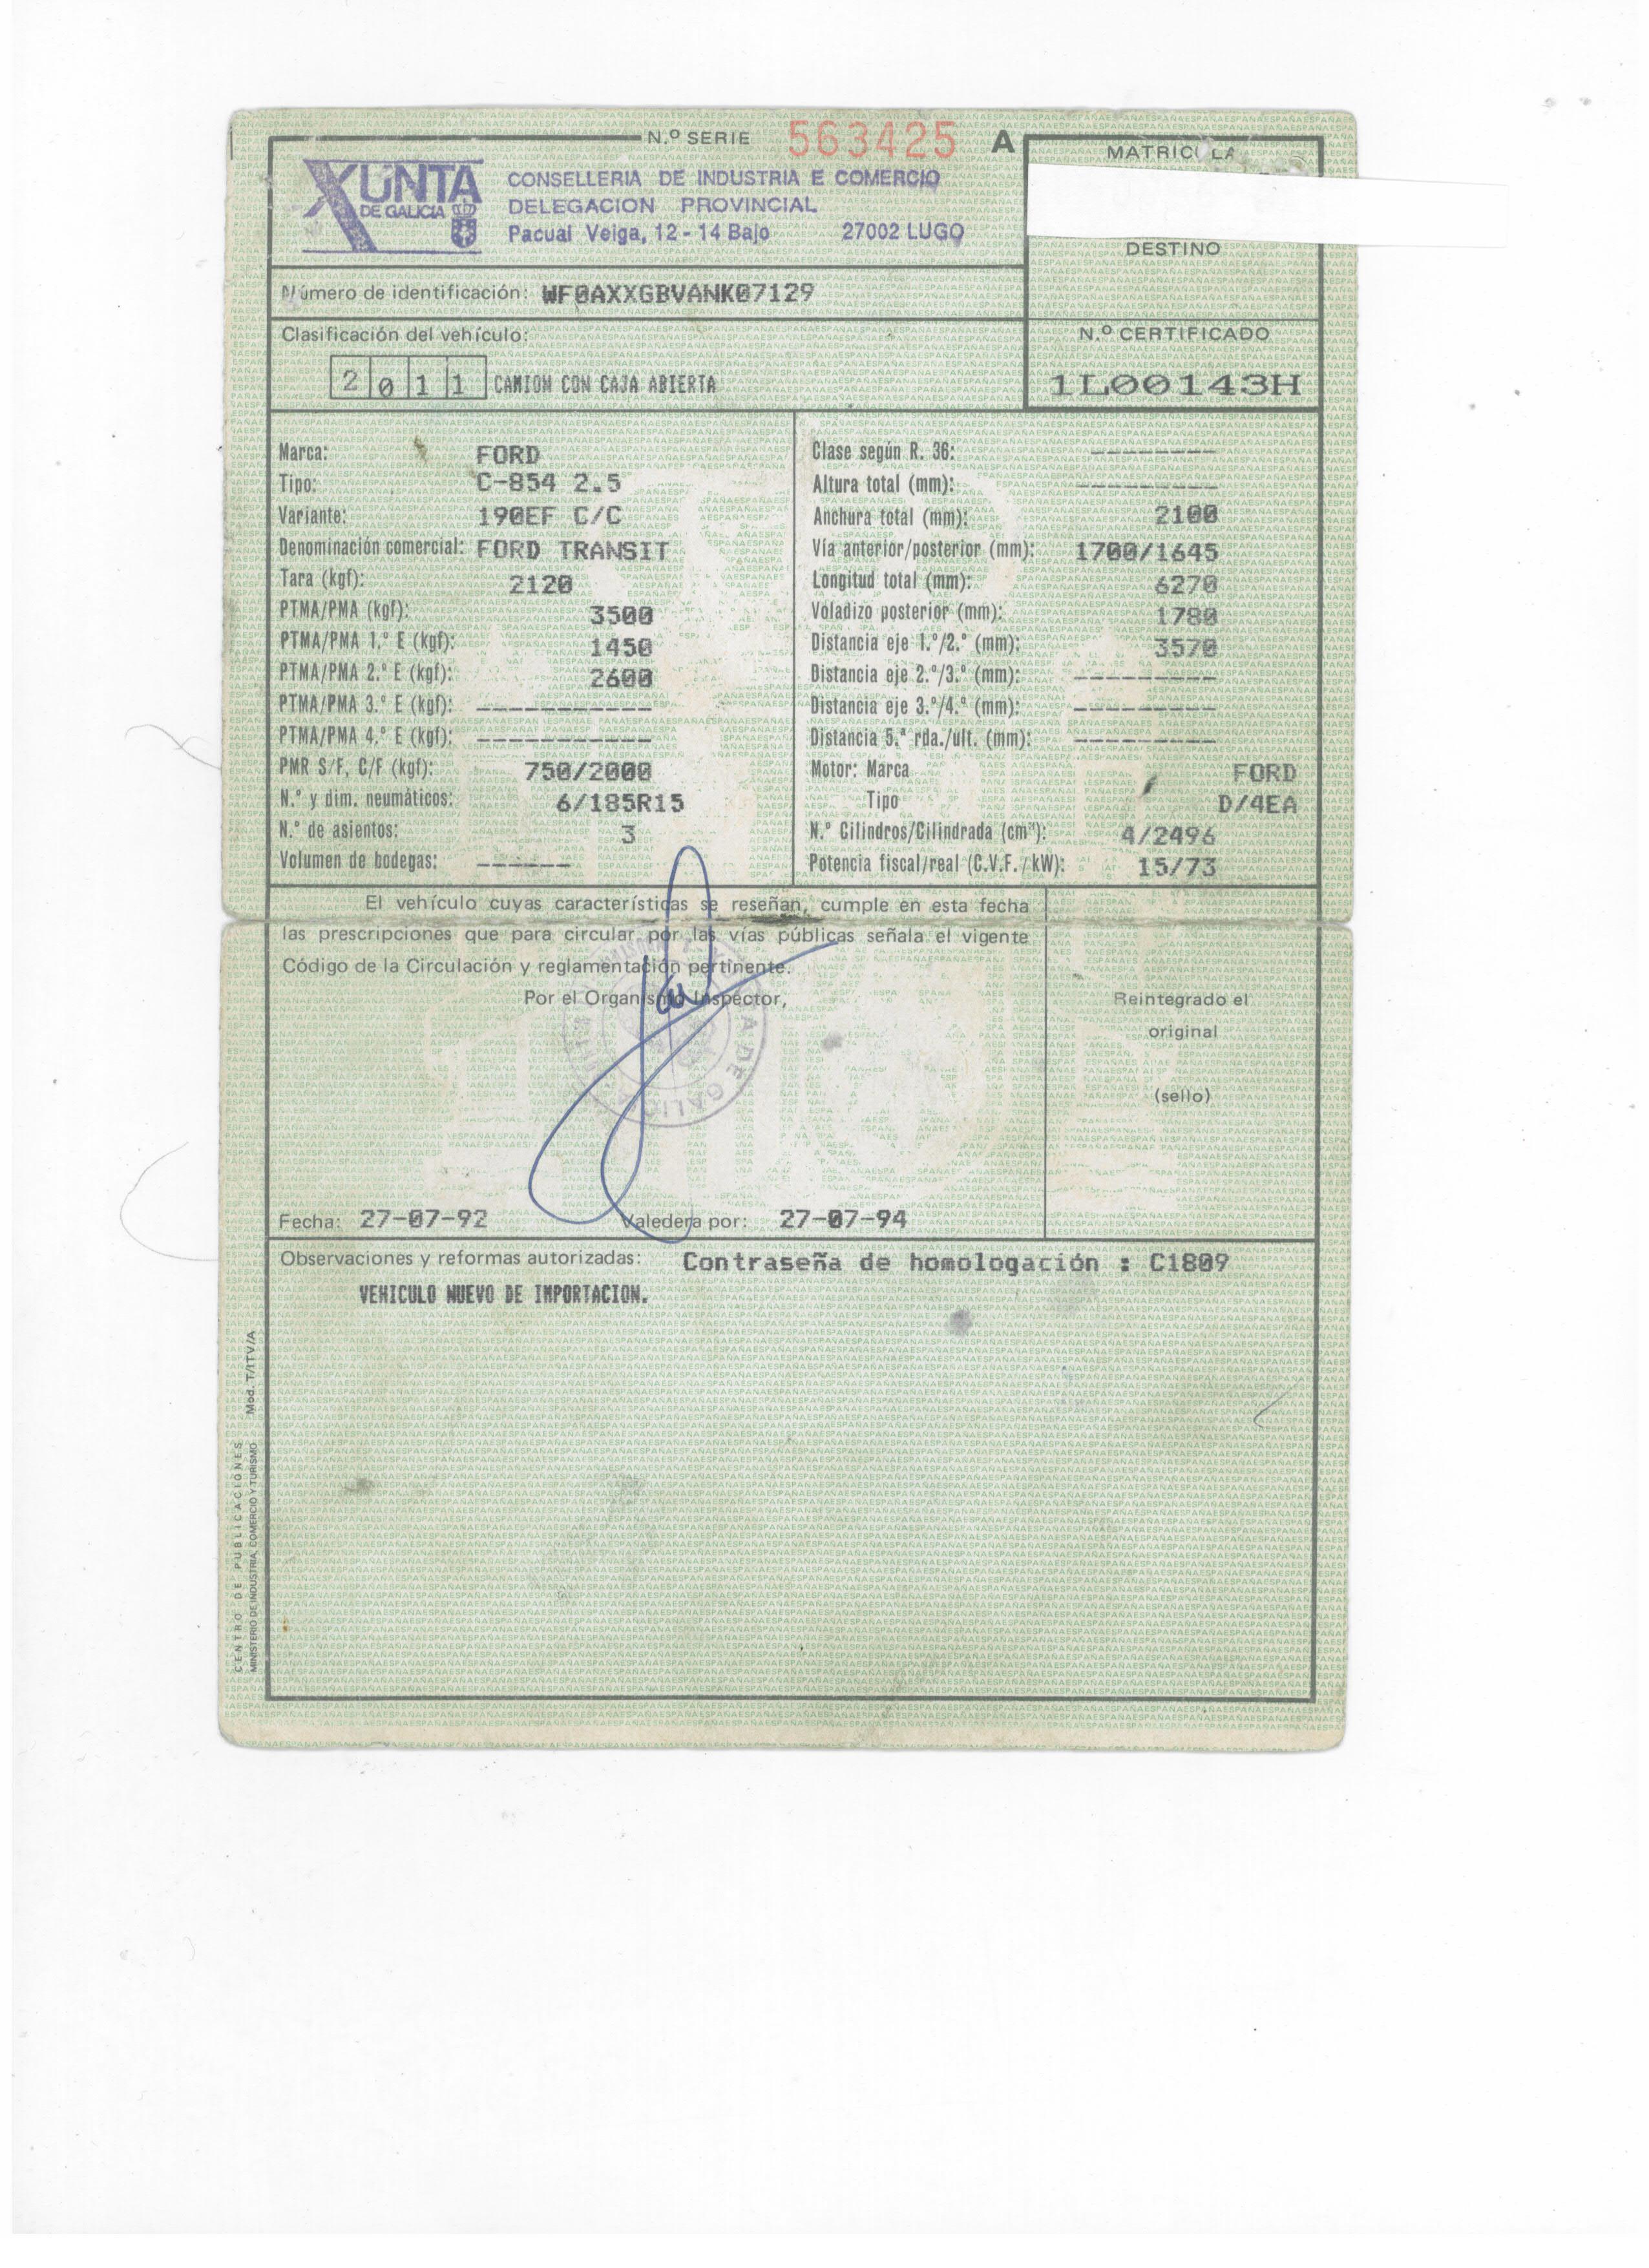 N.º SERIE 563425 A
MATRICULA
XUNTA
DE GALICIA
CONSELLERIA DE INDUSTRIA E COMERCIO
DELEGACION PROVINCIAL
Pacual Veiga, 12 - 14 Bajo 27002 LUGO
DESTINO
Número de identificación: WF0AXXGBVANK07129
Clasificación del vehículo:
2011 CAMION CON CAJA ABIERTA
N.º CERTIFICADO
1L00143H
Marca: FORD
Tipo: C-854 2.5
Variante: 190EF C/C
Denominación comercial: FORD TRANSIT
Tara (kgf): 2120
PTMA/PMA (kgf): 3500
PTMA/PMA 1.º E (kgf): 1450
PTMA/PMA 2.º E (kgf): 2600
PTMA/PMA 3.º E (kgf): -----------
PTMA/PMA 4.º E (kgf): -----------
PMR S/F, C/F (kgf): 750/2000
N.º y dim. neumáticos: 6/185R15
N.º de asientos: 3
Volumen de bodegas: ------
Clase según R. 36: --------
Altura total (mm): ---------
Anchura total (mm): 2100
Vía anterior/posterior (mm): 1700/1645
Longitud total (mm): 6270
Voladizo posterior (mm): 1780
Distancia eje 1.º/2.º (mm): 3570
Distancia eje 2.º/3.º (mm): ---------
Distancia eje 3.º/4.º (mm): ---------
Distancia 5.ª rda./ult. (mm): ---------
Motor: Marca FORD
Tipo D/4EA
N.º Cilindros/Cilindrada (cm³): 4/2496
Potencia fiscal/real (C.V.F./kW): 15/73
El vehículo cuyas características se reseñan, cumple en esta fecha
las prescripciones que para circular por las vías públicas señala el vigente
Código de la Circulación y reglamentación pertinente.
Por el Organismo Inspector,
Reintegrado el
original
(sello)
XUNTA DE GALICIA
Fecha: 27-07-92 Valedera por: 27-07-94
Observaciones y reformas autorizadas: Contraseña de homologación : C1809
VEHICULO NUEVO DE IMPORTACION.
CENTRO DE PUBLICACIONES
MINISTERIO DE INDUSTRIA, COMERCIO Y TURISMO Mod. T/ITV/A